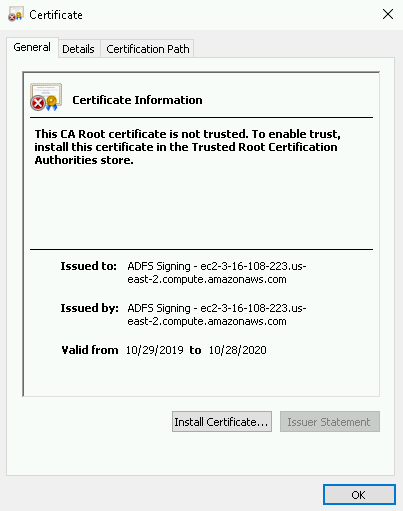 Certificate
General
Details
Certification Path
Certificate Information
This CA Root certificate is not trusted. To enable trust,
install this certificate in the Trusted Root Certification
Authorities store.
Issued to: ADFS Signing - ec2-3-16-108-223.us-
east-2.compute.amazonaws.com
Issued by: ADFS Signing - ec2-3-16-108-223.us-
east-2.compute.amazonaws.com
Valid from 10/29/2019 to 10/28/2020
Install Certificate...
Issuer Statement
OK